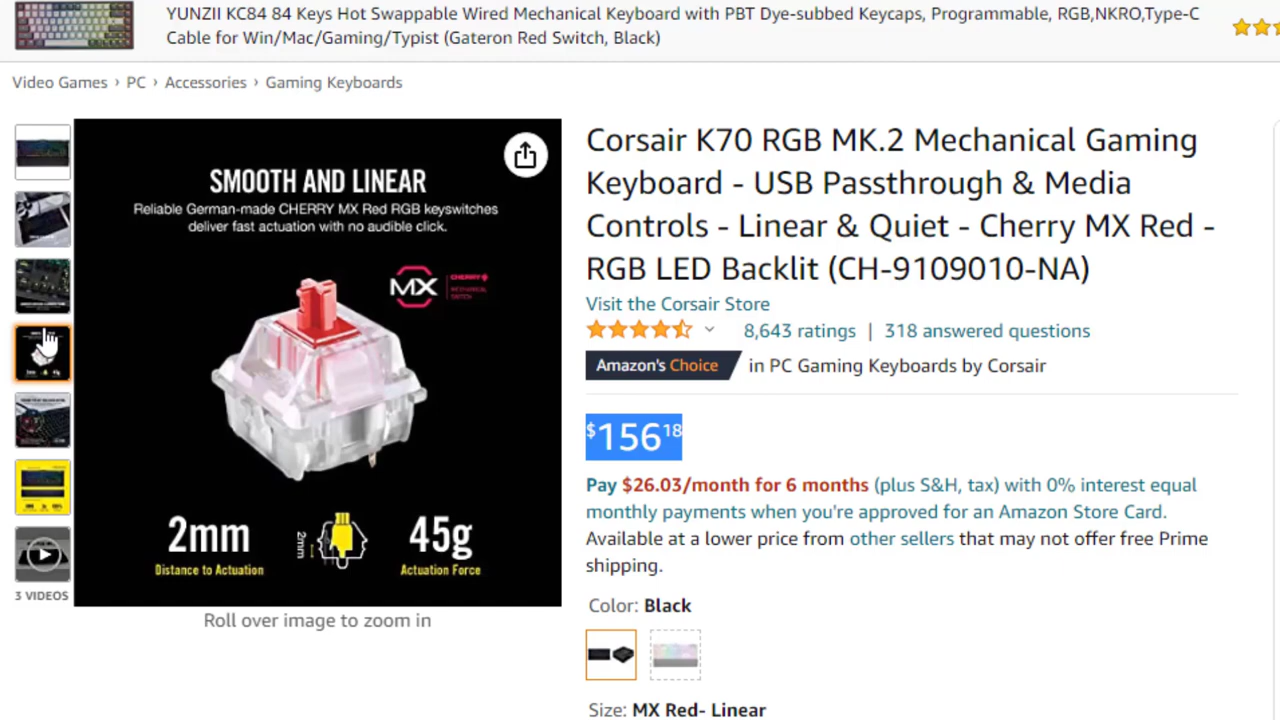 YUNZII KC84 84 Keys Hot Swappable Wired Mechanical Keyboard with PBT Dye-subbed Keycaps, Programmable, RGB,NKRO,Type-C
Cable for Win/Mac/Gaming/Typist (Gateron Red Switch, Black)
Video Games › PC › Accessories › Gaming Keyboards
SMOOTH AND LINEAR
Reliable German-made CHERRY MX Red RGB keyswitches
deliver fast actuation with no audible click.
MX
CHERRY
MECHANICAL
SWITCH
2mm
Distance to Actuation
2mm
45g
Actuation Force
3 VIDEOS
Roll over image to zoom in
Corsair K70 RGB MK.2 Mechanical Gaming
Keyboard - USB Passthrough & Media
Controls - Linear & Quiet - Cherry MX Red -
RGB LED Backlit (CH-9109010-NA)
Visit the Corsair Store
8,643 ratings | 318 answered questions
Amazon's Choice in PC Gaming Keyboards by Corsair
$15618
Pay $26.03/month for 6 months (plus S&H, tax) with 0% interest equal
monthly payments when you're approved for an Amazon Store Card.
Available at a lower price from other sellers that may not offer free Prime
shipping.
Color: Black
Size: MX Red- Linear